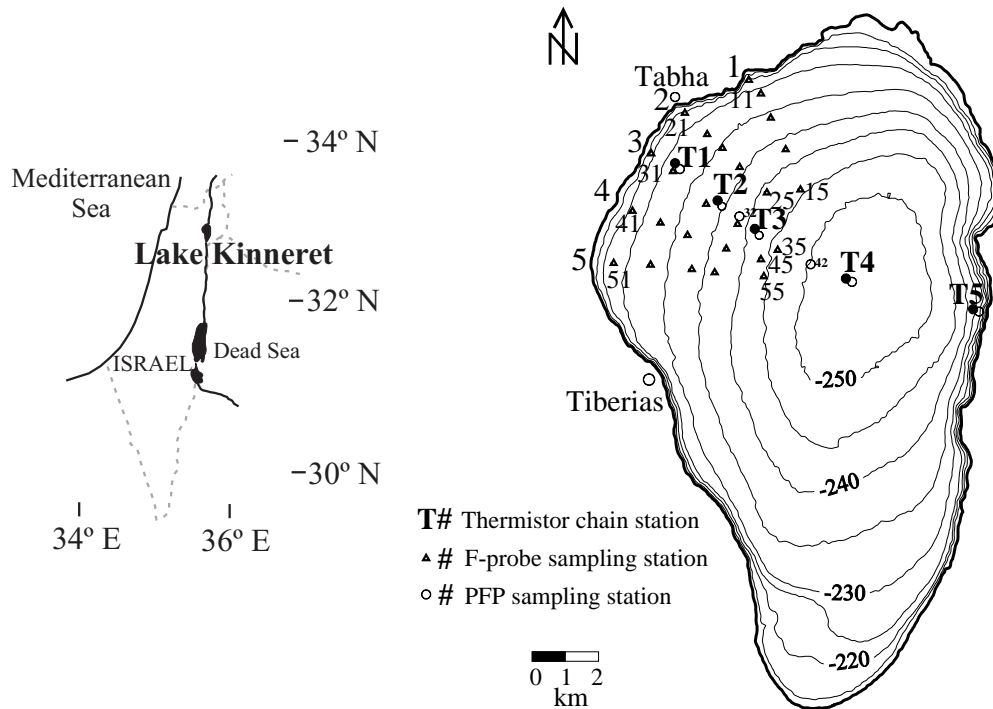 N
34º N
Mediterranean
Sea
Lake Kinneret
32º N
ISRAEL
Dead Sea
30º N
34º E
36º E
Tabha
1
2
11
21
3
T1
31
4
T2
25
15
41
32
T3
5
35
51
45
42
T4
55
T5
Tiberias
-250
-240
-230
-220
T# Thermistor chain station
# F-probe sampling station
# PFP sampling station
0 1 2
km